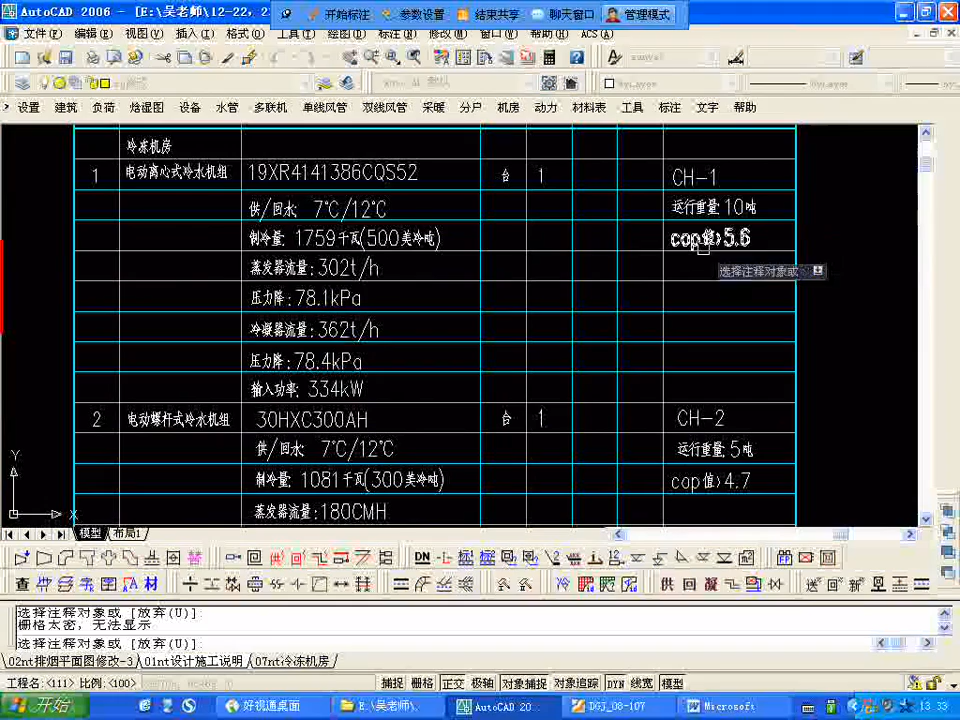 AutoCAD 2006 - [E:\吴老师\12-22, 2
开始标注 参数设置 结束共享 聊天窗口 管理模式
文件(F) 编辑(E) 视图(V) 插入(I) 格式(O) 工具(T) 绘图(D) 标注(N) 修改(M) 窗口(W) 帮助(H) ACS(A)
设置 建筑 负荷 焓湿图 设备 水管 多联机 单线风管 双线风管 采暖 分户 机房 动力 材料表 工具 标注 文字 帮助
冷冻机房
1 电动离心式冷水机组 19XR4141386CQS52 台 1 CH-1
供/回水: 7℃/12℃ 运行重量:10吨
制冷量: 1759千瓦(500美冷吨) cop值>5.6
蒸发器流量:302t/h
选择注释对象或
压力降:78.1kPa
冷凝器流量:362t/h
压力降:78.4kPa
输入功率: 334kW
2 电动螺杆式冷水机组 30HXC300AH 台 1 CH-2
供/回水: 7℃/12℃ 运行重量:5吨
制冷量: 1081千瓦(300美冷吨) cop值>4.7
蒸发器流量:180CMH
Y
X
模型 布局1
DN
查 材 供 回 凝 送 回 新
选择注释对象或 [放弃(U)]:
栅格太密，无法显示
选择注释对象或 [放弃(U)]:
02nt排烟平面图修改-3 01nt设计施工说明 07nt冷冻机房
工程名:<111> 比例:<100> 捕捉 栅格 正交 极轴 对象捕捉 对象追踪 DYN 线宽 模型
开始 好视通桌面 E:\吴老师\. AutoCAD 20... DGJ_08-107 Microsoft 13:33